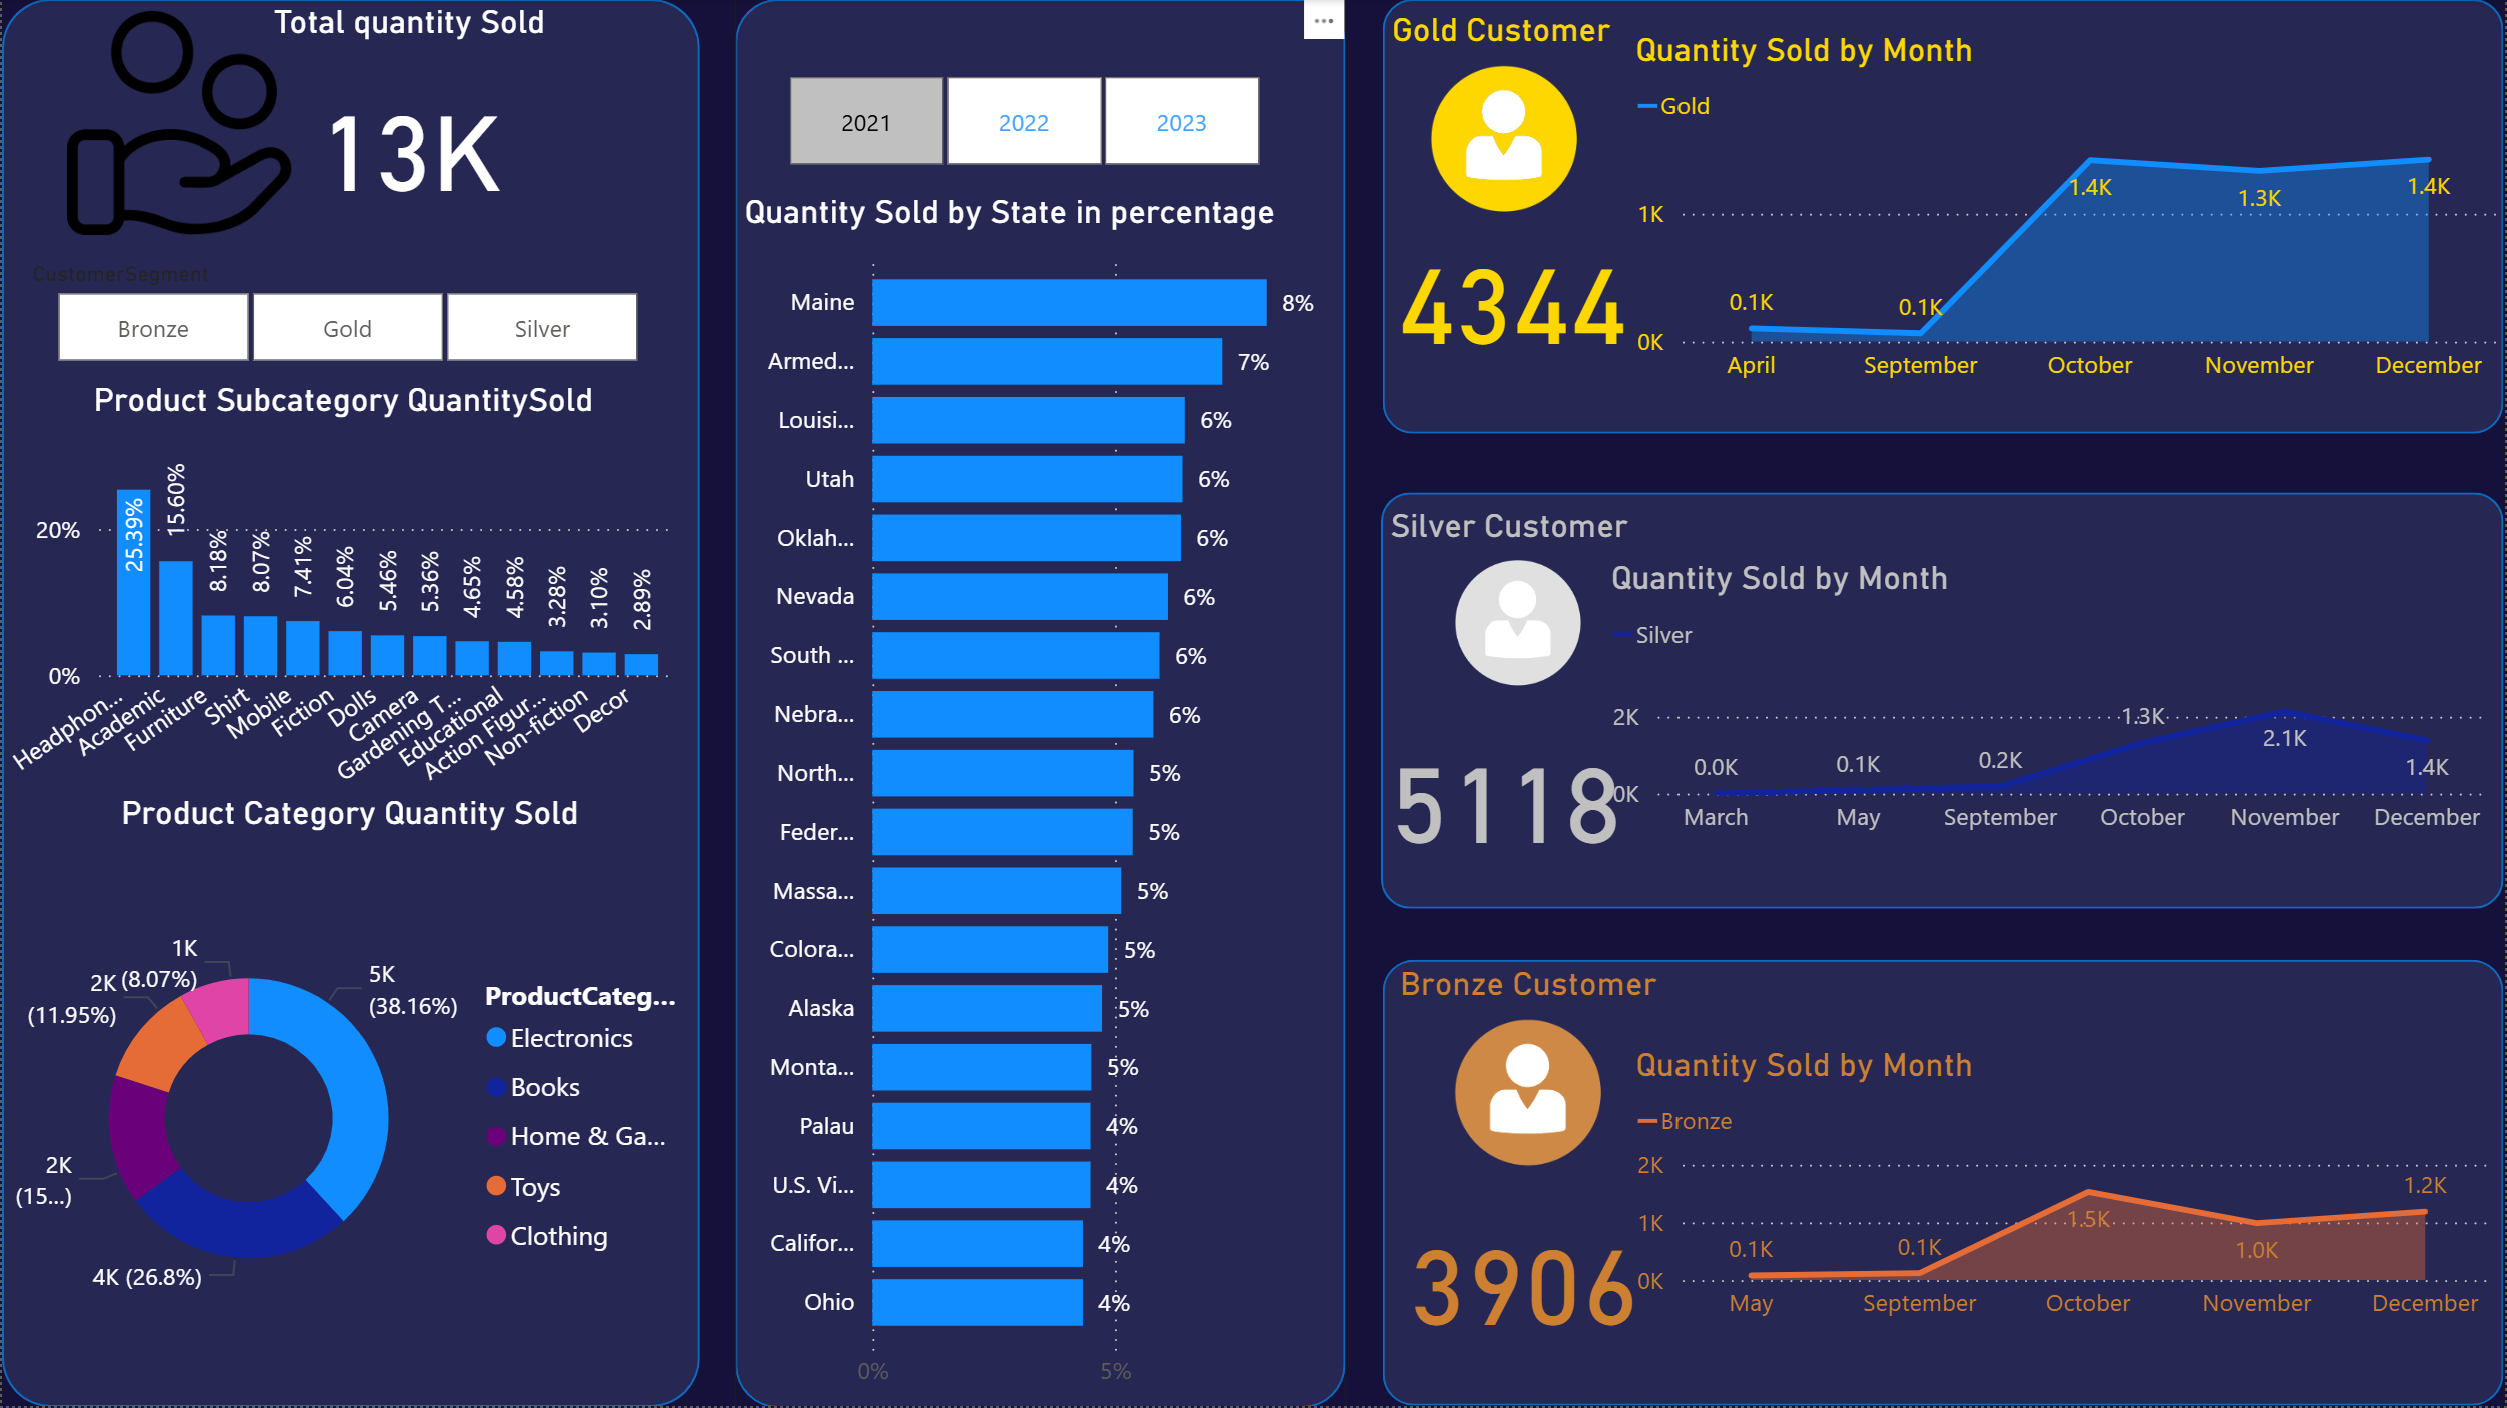 Total quantity Sold
13K
CustomerSegment
Bronze
Gold
Silver
Product Subcategory QuantitySold
20%
0%
25.39%
15.60%
8.18%
8.07%
7.41%
6.04%
5.46%
5.36%
4.65%
4.58%
3.28%
3.10%
2.89%
Headphon...
Academic
Furniture
Shirt
Mobile
Fiction
Dolls
Camera
Gardening T...
Educational
Action Figur...
Non-fiction
Decor
Product Category Quantity Sold
1K
(8.07%)
2K
(11.95%)
5K
(38.16%)
2K
(15...)
4K (26.8%)
ProductCateg...
Electronics
Books
Home & Ga...
Toys
Clothing
...
2021
2022
2023
Quantity Sold by State in percentage
Maine 8%
Armed... 7%
Louisi... 6%
Utah 6%
Oklah... 6%
Nevada 6%
South ... 6%
Nebra... 6%
North... 5%
Feder... 5%
Massa... 5%
Colora... 5%
Alaska 5%
Monta... 5%
Palau 4%
U.S. Vi... 4%
Califor... 4%
Ohio 4%
0% 5%
Gold Customer
Quantity Sold by Month
Gold
4344
1K
0K
0.1K
0.1K
1.4K
1.3K
1.4K
April
September
October
November
December
Silver Customer
Quantity Sold by Month
Silver
5118
2K
0K
0.0K
0.1K
0.2K
1.3K
2.1K
1.4K
March
May
September
October
November
December
Bronze Customer
Quantity Sold by Month
Bronze
3906
2K
1K
0K
0.1K
0.1K
1.5K
1.0K
1.2K
May
September
October
November
December